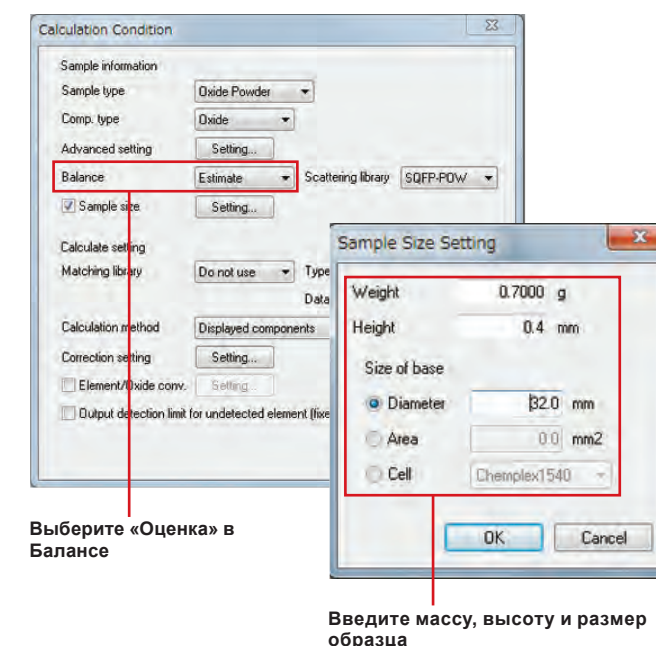 Calculation Condition
Sample information
Sample type Oxide Powder
Comp. type Oxide
Advanced setting Setting...
Balance Estimate Scattering library SQFP-POW
Sample size Setting...
Calculate setting
Matching library Do not use Type
Data
Calculation method Displayed components
Correction setting Setting...
Element/Oxide conv. Setting...
Output detection limit for undetected element (fixe
Sample Size Setting
Weight 0.7000 g
Height 0.4 mm
Size of base
Diameter 32.0 mm
Area 0.0 mm2
Cell Chemplex1540
OK Cancel
Выберите «Оценка» в
Балансе
Введите массу, высоту и размер
образца